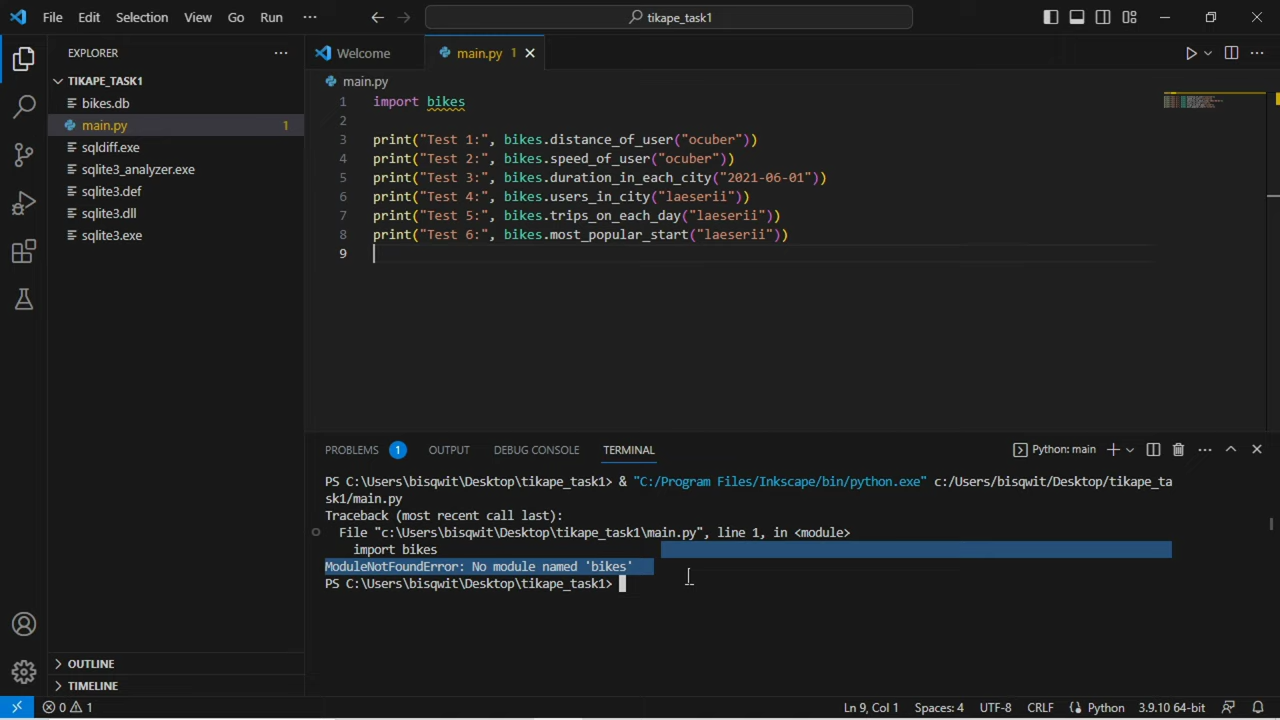 File Edit Selection View Go Run ··· tikape_task1
EXPLORER ···
TIKAPE_TASK1
bikes.db
main.py 1
sqldiff.exe
sqlite3_analyzer.exe
sqlite3.def
sqlite3.dll
sqlite3.exe
OUTLINE
TIMELINE
Welcome main.py 1
main.py
1 import bikes
2
3 print("Test 1:", bikes.distance_of_user("ocuber"))
4 print("Test 2:", bikes.speed_of_user("ocuber"))
5 print("Test 3:", bikes.duration_in_each_city("2021-06-01"))
6 print("Test 4:", bikes.users_in_city("laeserii"))
7 print("Test 5:", bikes.trips_on_each_day("laeserii"))
8 print("Test 6:", bikes.most_popular_start("laeserii"))
9
PROBLEMS 1 OUTPUT DEBUG CONSOLE TERMINAL Python: main
PS C:\Users\bisqwit\Desktop\tikape_task1> & "C:/Program Files/Inkscape/bin/python.exe" c:/Users/bisqwit/Desktop/tikape_ta
sk1/main.py
Traceback (most recent call last):
File "c:\Users\bisqwit\Desktop\tikape_task1\main.py", line 1, in <module>
import bikes
ModuleNotFoundError: No module named 'bikes'
PS C:\Users\bisqwit\Desktop\tikape_task1>
0 1 Ln 9, Col 1 Spaces: 4 UTF-8 CRLF Python 3.9.10 64-bit